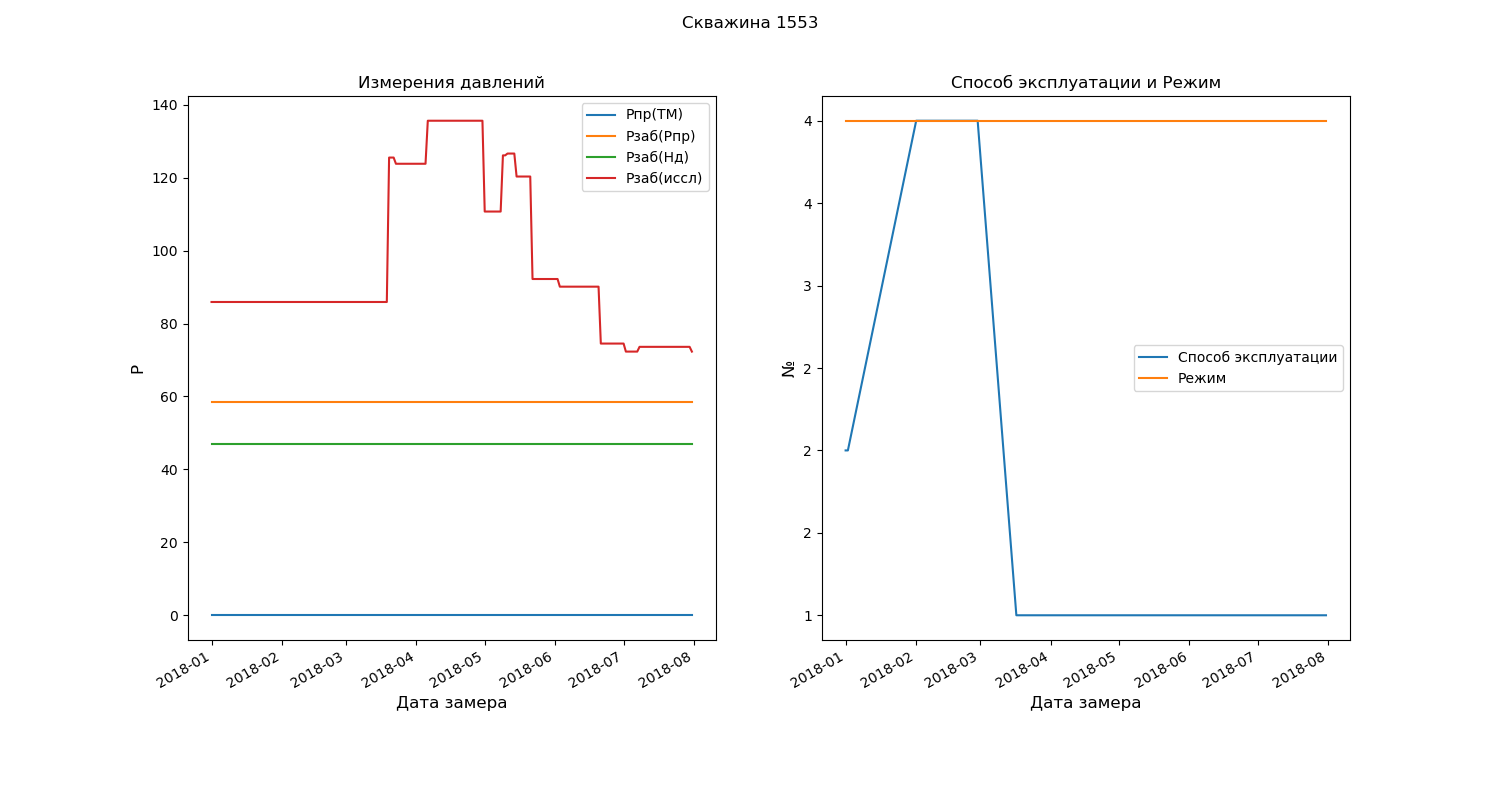 Скважина 1553
Измерения давлений
140
120
100
80
60
40
20
0
P
Рпр(ТМ)
Рзаб(Рпр)
Рзаб(Нд)
Рзаб(иссл)
2018-01
2018-02
2018-03
2018-04
2018-05
2018-06
2018-07
2018-08
Дата замера
Способ эксплуатации и Режим
4
4
3
2
2
2
1
№
Способ эксплуатации
Режим
2018-01
2018-02
2018-03
2018-04
2018-05
2018-06
2018-07
2018-08
Дата замера